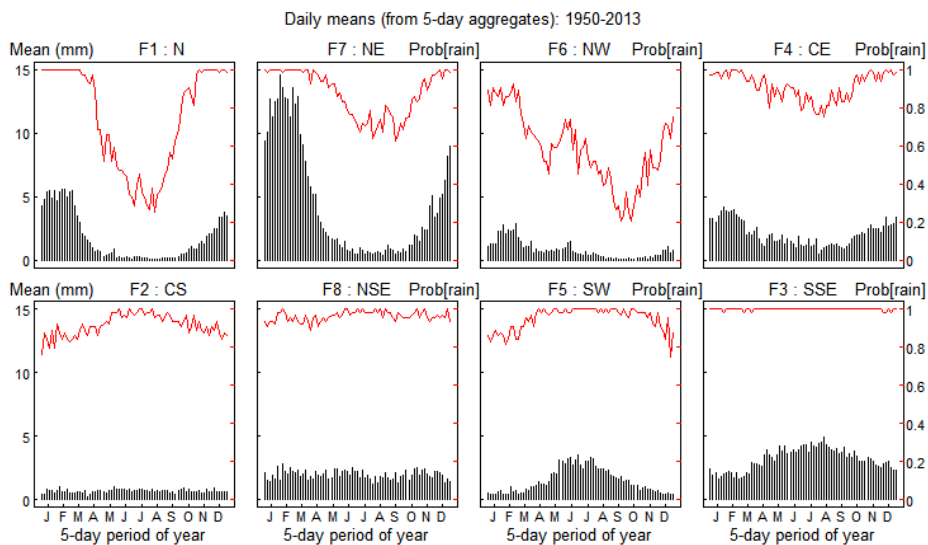 Daily means (from 5-day aggregates): 1950-2013
Mean (mm) F1 : N F7 : NE Prob[rain] F6 : NW Prob[rain] F4 : CE Prob[rain]
15 1
0.8
10
0.6
5 0.4
0.2
0 0
Mean (mm) F2 : CS F8 : NSE Prob[rain] F5 : SW Prob[rain] F3 : SSE Prob[rain]
15 1
0.8
10
0.6
5 0.4
0.2
0 0
J F M A M J J A S O N D J F M A M J J A S O N D J F M A M J J A S O N D J F M A M J J A S O N D
5-day period of year 5-day period of year 5-day period of year 5-day period of year